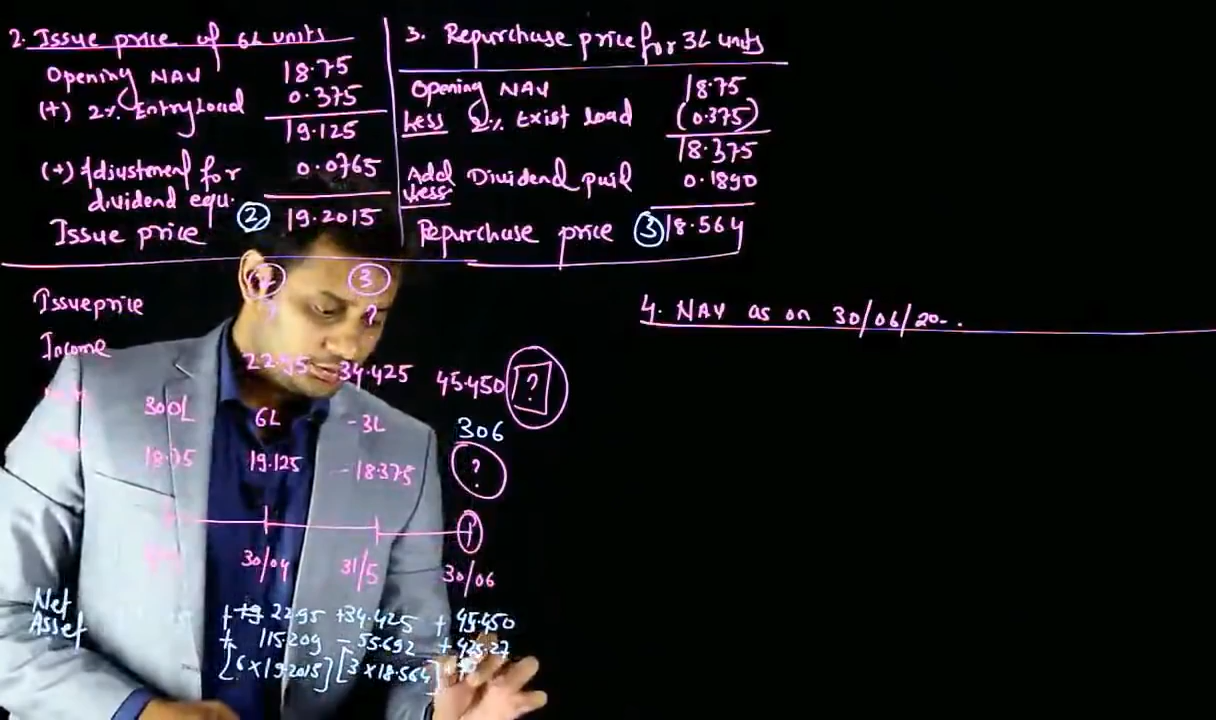 2. Issue price of 6L units
Opening NAV 18.75
(+) 2% Entry Load 0.375
19.125
(+) Adjustment for 0.0765
dividend equ.
Issue price ② 19.2015
3. Repurchase price for 3L units
Opening NAV 18.75
Less 2% Exist load (0.375)
18.375
Add Dividend paid 0.1890
Less
Repurchase price ③ 18.564
3
Issue price ? ?
Income 22.95 34.425 45.450 ?
300L 6L -3L 306
18.75 19.125 -18.375 ?
30/04 31/5 30/06
Net + 22.95 +34.425 + 45.450
Asset + 115.209 - 55.692 + 425.27
[6 x 19.2015] [3 x 18.564]
4. NAV as on 30/06/20-.